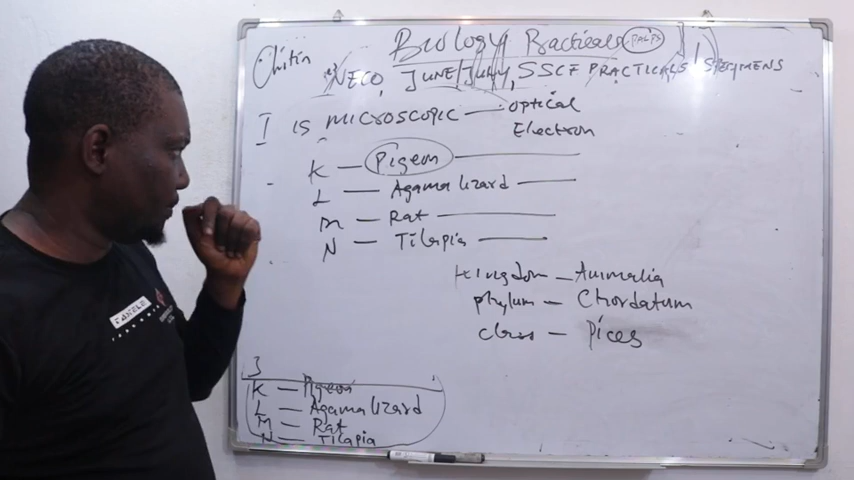 Chitin
Biology Practicals
NECO, JUNE/JULY, SSCE PRACTICALS SPECIMENS
I is microscopic — optical
Electron
K — Pigeon
L — Agama lizard
M — Rat
N — Tilapia
Kingdom — Animalia
phylum — Chordatum
class — Pices
3
K — Pigeon
L — Agama lizard
M — Rat
N — Tilapia